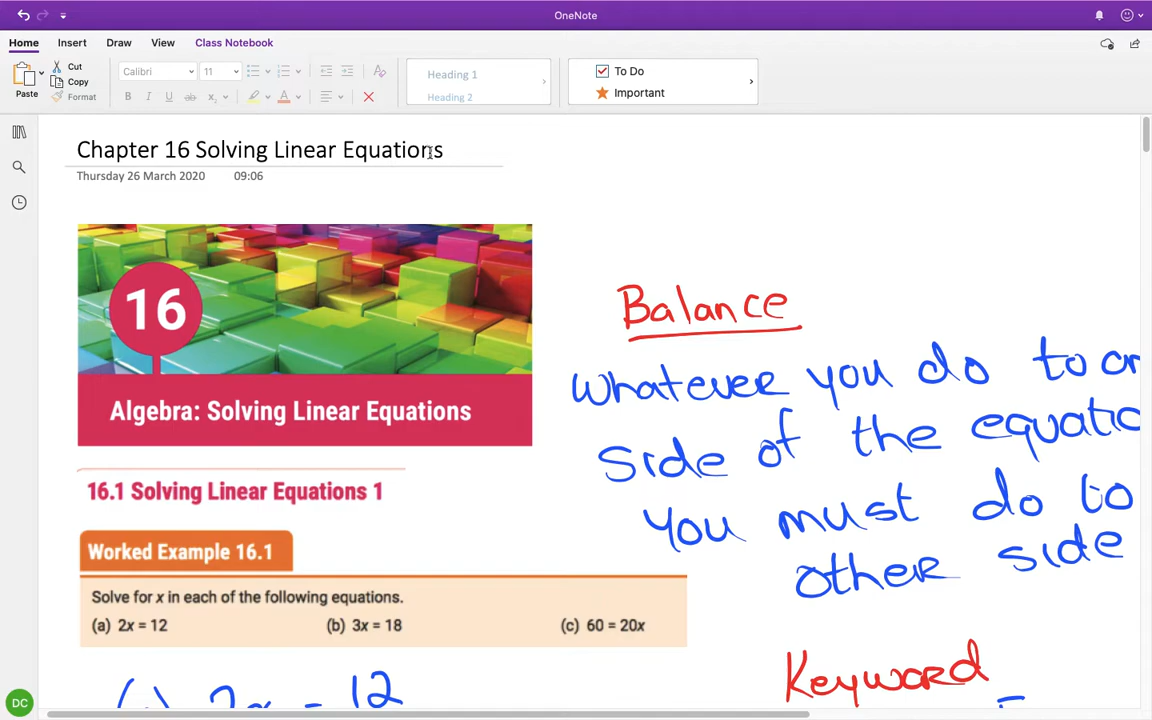 OneNote
Home
Insert
Draw
View
Class Notebook
Paste
Cut
Copy
Format
Calibri
11
B I U ab x₂
A
Heading 1
Heading 2
To Do
Important
Chapter 16 Solving Linear Equations
Thursday 26 March 2020 09:06
16
Algebra: Solving Linear Equations
16.1 Solving Linear Equations 1
Worked Example 16.1
Solve for x in each of the following equations.
(a) 2x = 12 (b) 3x = 18 (c) 60 = 20x
= 12
Balance
Whatever you do to
side of the equatio
you must do to
other side
Keyword
DC